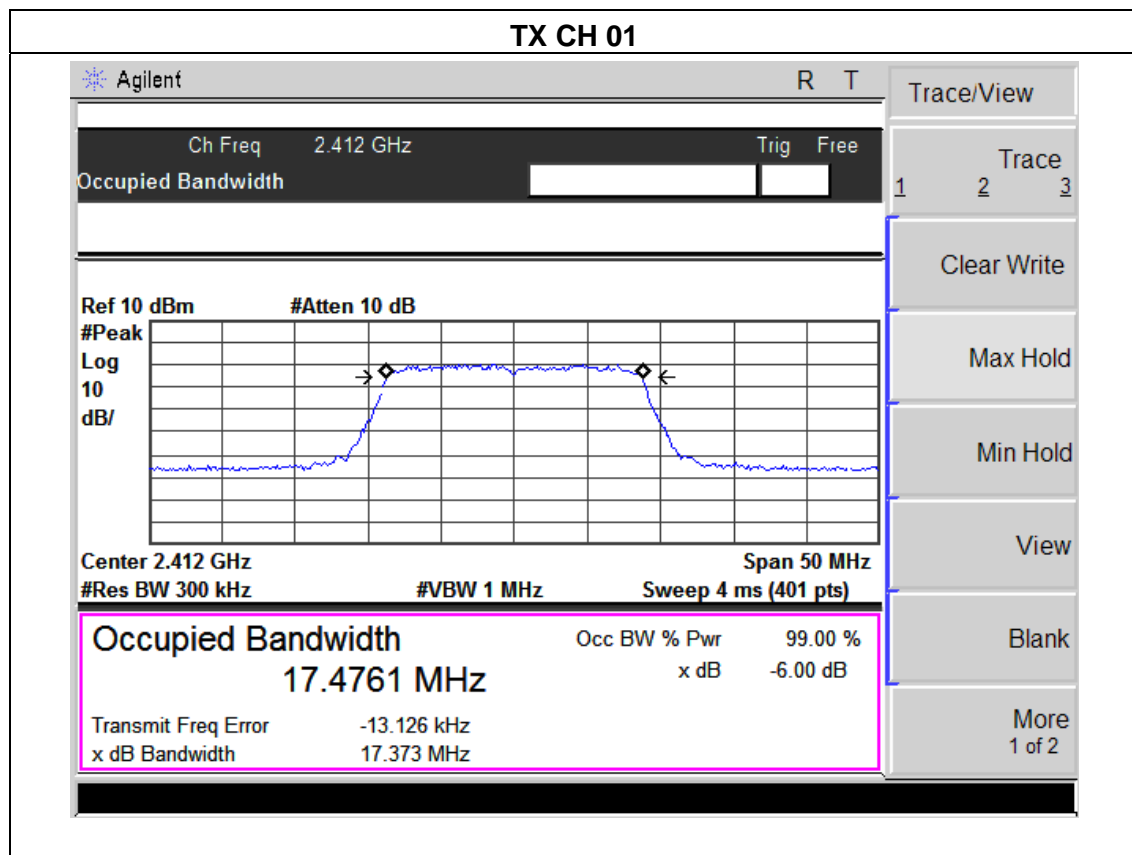 TX CH 01
Agilent R T
Trace/View
Ch Freq 2.412 GHz Trig Free
Occupied Bandwidth
Trace
1 2 3
Clear Write
Max Hold
Min Hold
View
Blank
More
1 of 2
Ref 10 dBm #Atten 10 dB
#Peak
Log
10
dB/
Center 2.412 GHz Span 50 MHz
#Res BW 300 kHz #VBW 1 MHz Sweep 4 ms (401 pts)
Occupied Bandwidth Occ BW % Pwr 99.00 %
17.4761 MHz x dB -6.00 dB
Transmit Freq Error -13.126 kHz
x dB Bandwidth 17.373 MHz